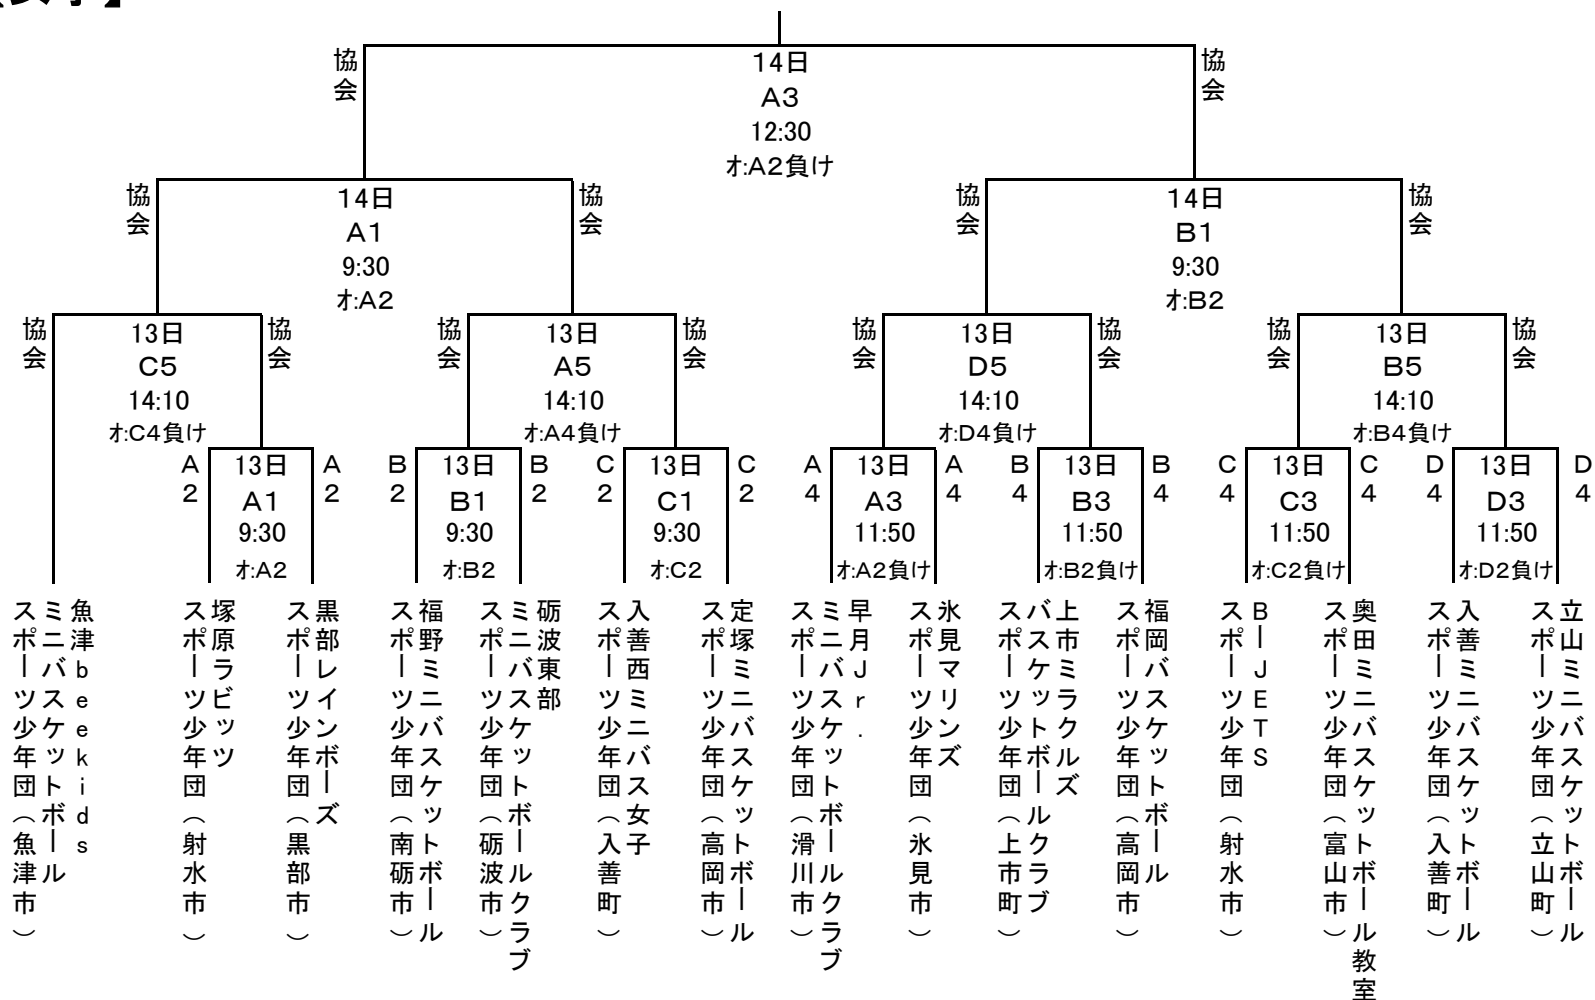 協会
14日
A3
12:30
オ:A2負け
協会
協会
14日
A1
9:30
オ:A2
協会
協会
14日
B1
9:30
オ:B2
協会
協会
13日
C5
14:10
オ:C4負け
協会
協会
13日
A5
14:10
オ:A4負け
協会
協会
13日
D5
14:10
オ:D4負け
協会
協会
13日
B5
14:10
オ:B4負け
協会
A2
13日
A1
9:30
オ:A2
A2
B2
13日
B1
9:30
オ:B2
B2
C2
13日
C1
9:30
オ:C2
C2
A4
13日
A3
11:50
オ:A2負け
A4
B4
13日
B3
11:50
オ:B2負け
B4
C4
13日
C3
11:50
オ:C2負け
C4
D4
13日
D3
11:50
オ:D2負け
D4
魚津beekids
ミニバスケットボール
スポーツ少年団(魚津市)
塚原ラビッツ
スポーツ少年団(射水市)
黒部レインボーズ
スポーツ少年団(黒部市)
福野ミニバスケットボール
スポーツ少年団(南砺市)
砺波東部
ミニバスケットボールクラブ
スポーツ少年団(砺波市)
入善西ミニバス女子
スポーツ少年団(入善町)
定塚ミニバスケットボール
スポーツ少年団(高岡市)
早月Jr.
ミニバスケットボールクラブ
スポーツ少年団(滑川市)
氷見マリンズ
スポーツ少年団(氷見市)
上市ミラクルズ
バスケットボールクラブ
スポーツ少年団(上市町)
福岡バスケットボール
スポーツ少年団(高岡市)
B－JETS
スポーツ少年団(射水市)
奥田ミニバスケットボール教室
スポーツ少年団(富山市)
入善ミニバスケットボール
スポーツ少年団(入善町)
立山ミニバスケットボール
スポーツ少年団(立山町)